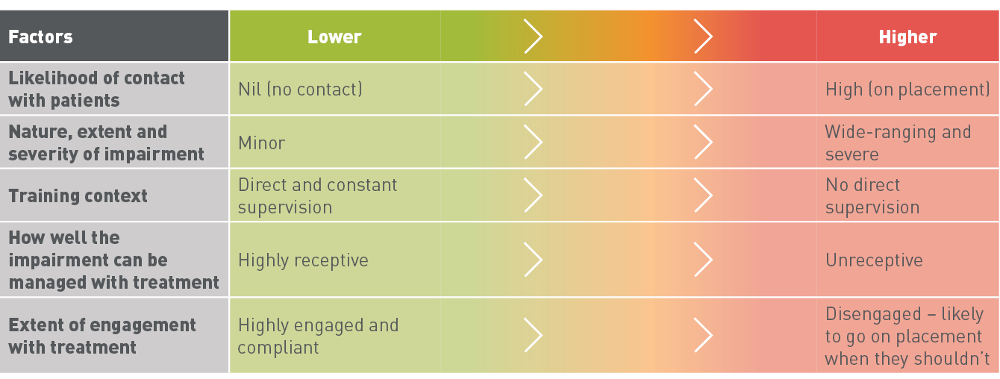 Factors
Lower
Higher
Likelihood of contact
with patients
Nil (no contact)
High (on placement)
Nature, extent and
severity of impairment
Minor
Wide-ranging and
severe
Training context
Direct and constant
supervision
No direct
supervision
How well the
impairment can be
managed with treatment
Highly receptive
Unreceptive
Extent of engagement
with treatment
Highly engaged and
compliant
Disengaged – likely
to go on placement
when they shouldn't